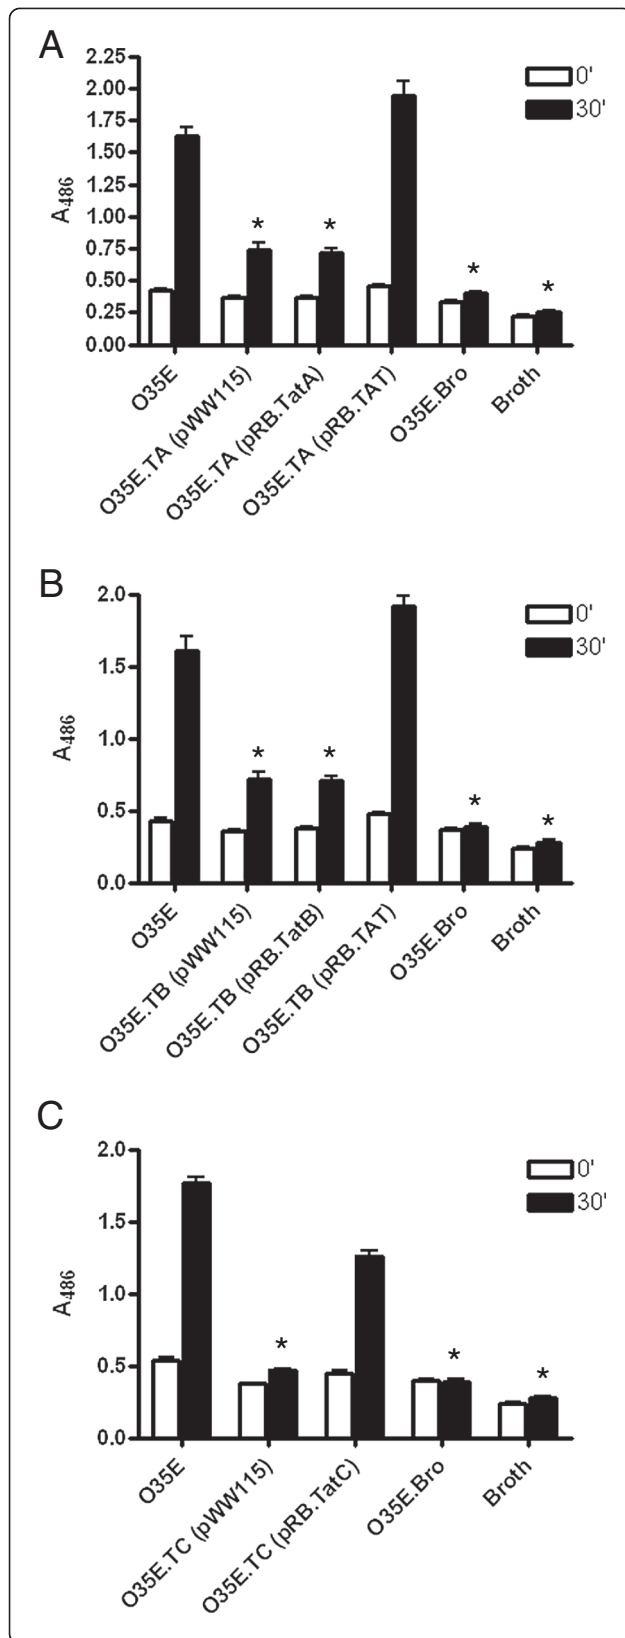 A
2.25
2.00
1.75
1.50
1.25
1.00
0.75
0.50
0.25
0.00
A486
0'
30'
*
*
*
*
O35E
O35E.TA (pWW115)
O35E.TA (pRB.TatA)
O35E.TA (pRB.TAT)
O35E.Bro
Broth
B
2.0
1.5
1.0
0.5
0.0
A486
0'
30'
*
*
*
*
O35E
O35E.TB (pWW115)
O35E.TB (pRB.TatB)
O35E.TB (pRB.TAT)
O35E.Bro
Broth
C
2.0
1.5
1.0
0.5
0.0
A486
0'
30'
*
*
*
O35E
O35E.TC (pWW115)
O35E.TC (pRB.TatC)
O35E.Bro
Broth